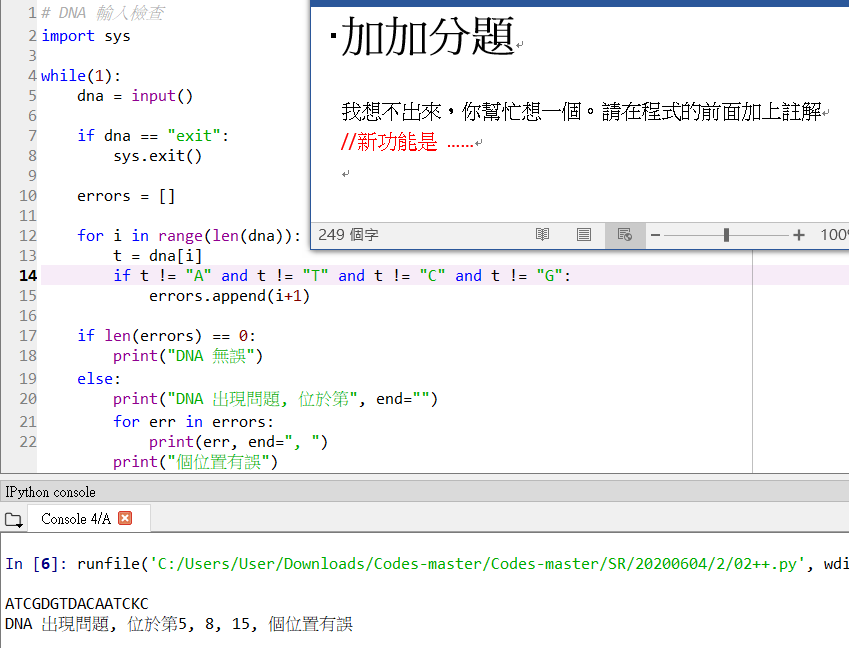 1 # DNA 輸入檢查
2 import sys
3
4 while(1):
5 dna = input()
6
7 if dna == "exit":
8 sys.exit()
9
10 errors = []
11
12 for i in range(len(dna)):
13 t = dna[i]
14 if t != "A" and t != "T" and t != "C" and t != "G":
15 errors.append(i+1)
16
17 if len(errors) == 0:
18 print("DNA 無誤")
19 else:
20 print("DNA 出現問題, 位於第", end="")
21 for err in errors:
22 print(err, end=", ")
print("個位置有誤")
加加分題
我想不出來，你幫忙想一個。請在程式的前面加上註解
//新功能是 ……
249 個字
100%
IPython console
Console 4/A
In [6]: runfile('C:/Users/User/Downloads/Codes-master/Codes-master/SR/20200604/2/02++.py', wdi
ATCGDGTDACAATCKC
DNA 出現問題, 位於第5, 8, 15, 個位置有誤